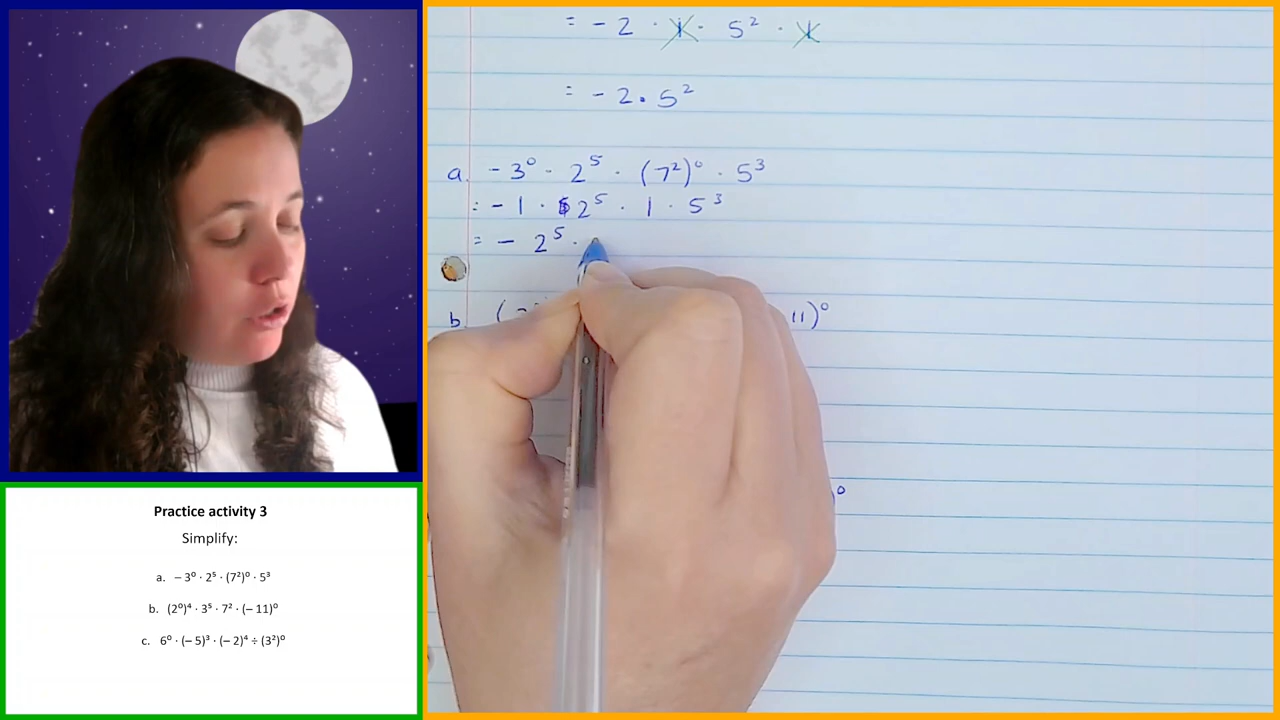 = - 2 · 1 · 5² · 1
= - 2 · 5²
a. - 3⁰ · 2⁵ · (7²)⁰ · 5³
= - 1 · 2⁵ · 1 · 5³
= - 2⁵ ·
b. ( 11)⁰
)⁰
Practice activity 3
Simplify:
a. – 3⁰ · 2⁵ · (7²)⁰ · 5³
b. (2⁰)⁴ · 3⁵ · 7² · (– 11)⁰
c. 6⁰ · (– 5)³ · (– 2)⁴ ÷ (3²)⁰